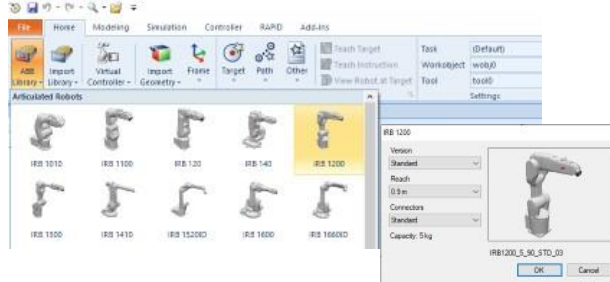 File Home Modeling Simulation Controller RAPID Add-Ins
ABB Library Import Library Virtual Controller Import Geometry Frame Target Path Other
Teach Target
Teach Instruction
View Robot at Target
Task (Default)
Workobject wobj0
Tool tool0
Settings
Articulated Robots
IRB 1010 IRB 1100 IRB 120 IRB 140 IRB 1200
IRB 1300 IRB 1410 IRB 1520ID IRB 1600 IRB 1660ID
IRB 1200
Version
Standard
Reach
0.9 m
Connectors
Standard
Capacity: 5 kg
IRB1200_5_90_STD_03
OK Cancel